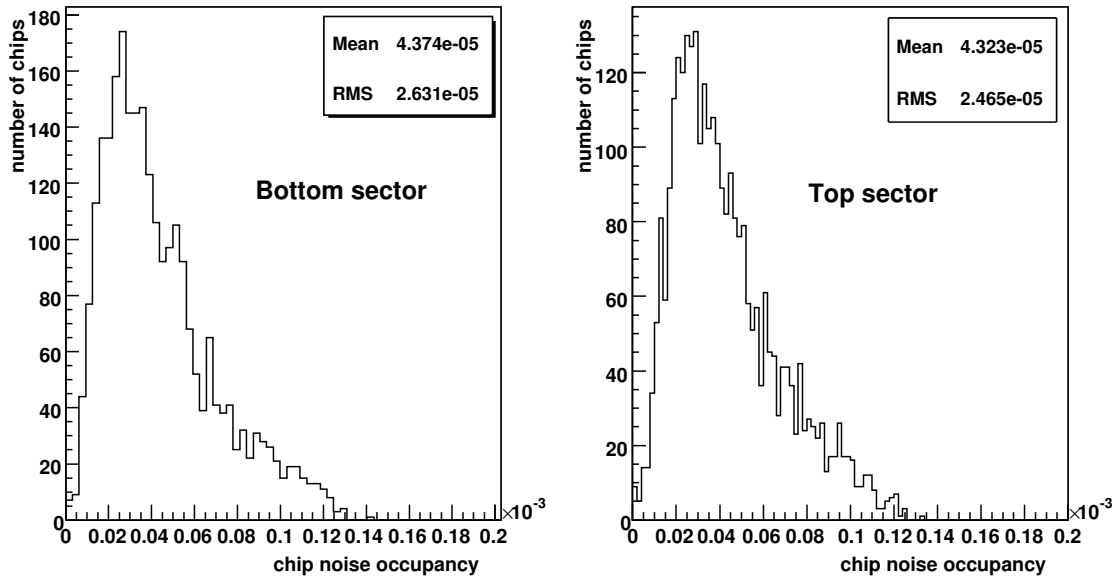 number of chips
180
160
140
120
100
80
60
40
20
0
Mean 4.374e-05
RMS 2.631e-05
Bottom sector
0 0.02 0.04 0.06 0.08 0.1 0.12 0.14 0.16 0.18 0.2
×10⁻³
chip noise occupancy
number of chips
120
100
80
60
40
20
0
Mean 4.323e-05
RMS 2.465e-05
Top sector
0 0.02 0.04 0.06 0.08 0.1 0.12 0.14 0.16 0.18 0.2
×10⁻³
chip noise occupancy